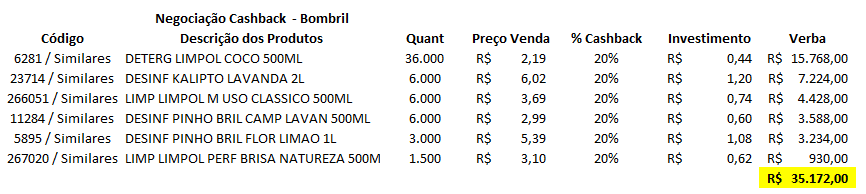 Negociação Cashback - Bombril
Código Descrição dos Produtos Quant Preço Venda % Cashback Investimento Verba
6281 / Similares DETERG LIMPOL COCO 500ML 36.000 R$ 2,19 20% R$ 0,44 R$ 15.768,00
23714 / Similares DESINF KALIPTO LAVANDA 2L 6.000 R$ 6,02 20% R$ 1,20 R$ 7.224,00
266051 / Similares LIMP LIMPOL M USO CLASSICO 500ML 6.000 R$ 3,69 20% R$ 0,74 R$ 4.428,00
11284 / Similares DESINF PINHO BRIL CAMP LAVAN 500ML 6.000 R$ 2,99 20% R$ 0,60 R$ 3.588,00
5895 / Similares DESINF PINHO BRIL FLOR LIMAO 1L 3.000 R$ 5,39 20% R$ 1,08 R$ 3.234,00
267020 / Similares LIMP LIMPOL PERF BRISA NATUREZA 500M 1.500 R$ 3,10 20% R$ 0,62 R$ 930,00
R$ 35.172,00